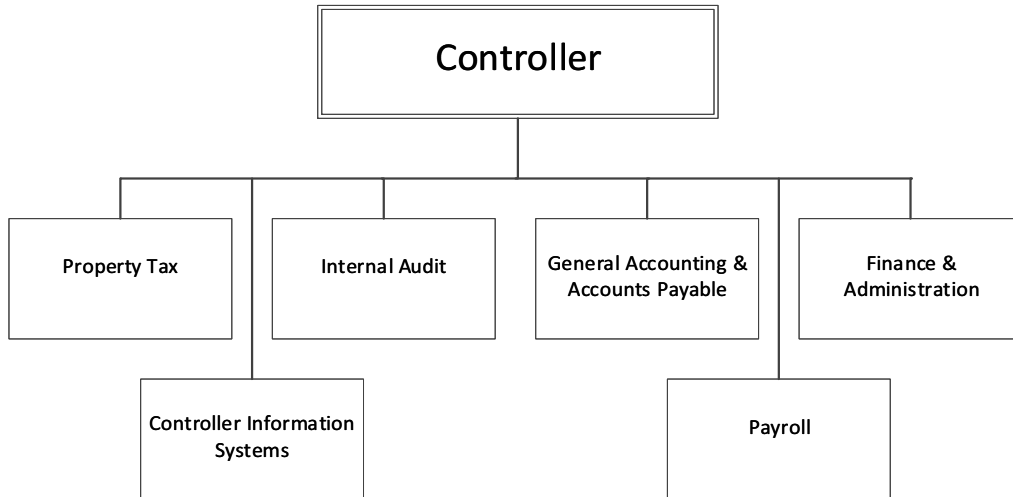 Controller
Property Tax
Internal Audit
General Accounting &
Accounts Payable
Finance &
Administration
Controller Information
Systems
Payroll